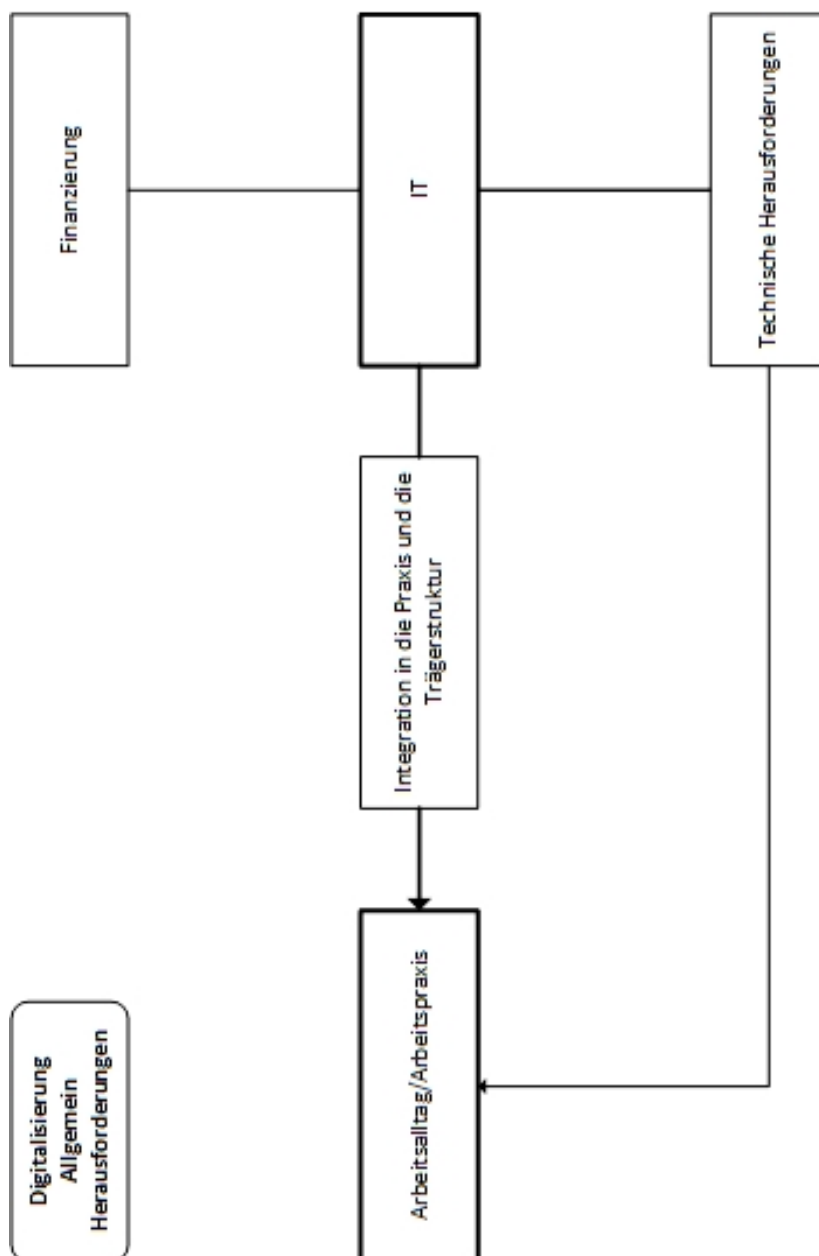 Digitalisierung
Allgemein
Herausforderungen
Finanzierung
Arbeitsalltag/Arbeitspraxis
Integration in die Praxis und die
Trägerstruktur
IT
Technische Herausforderungen